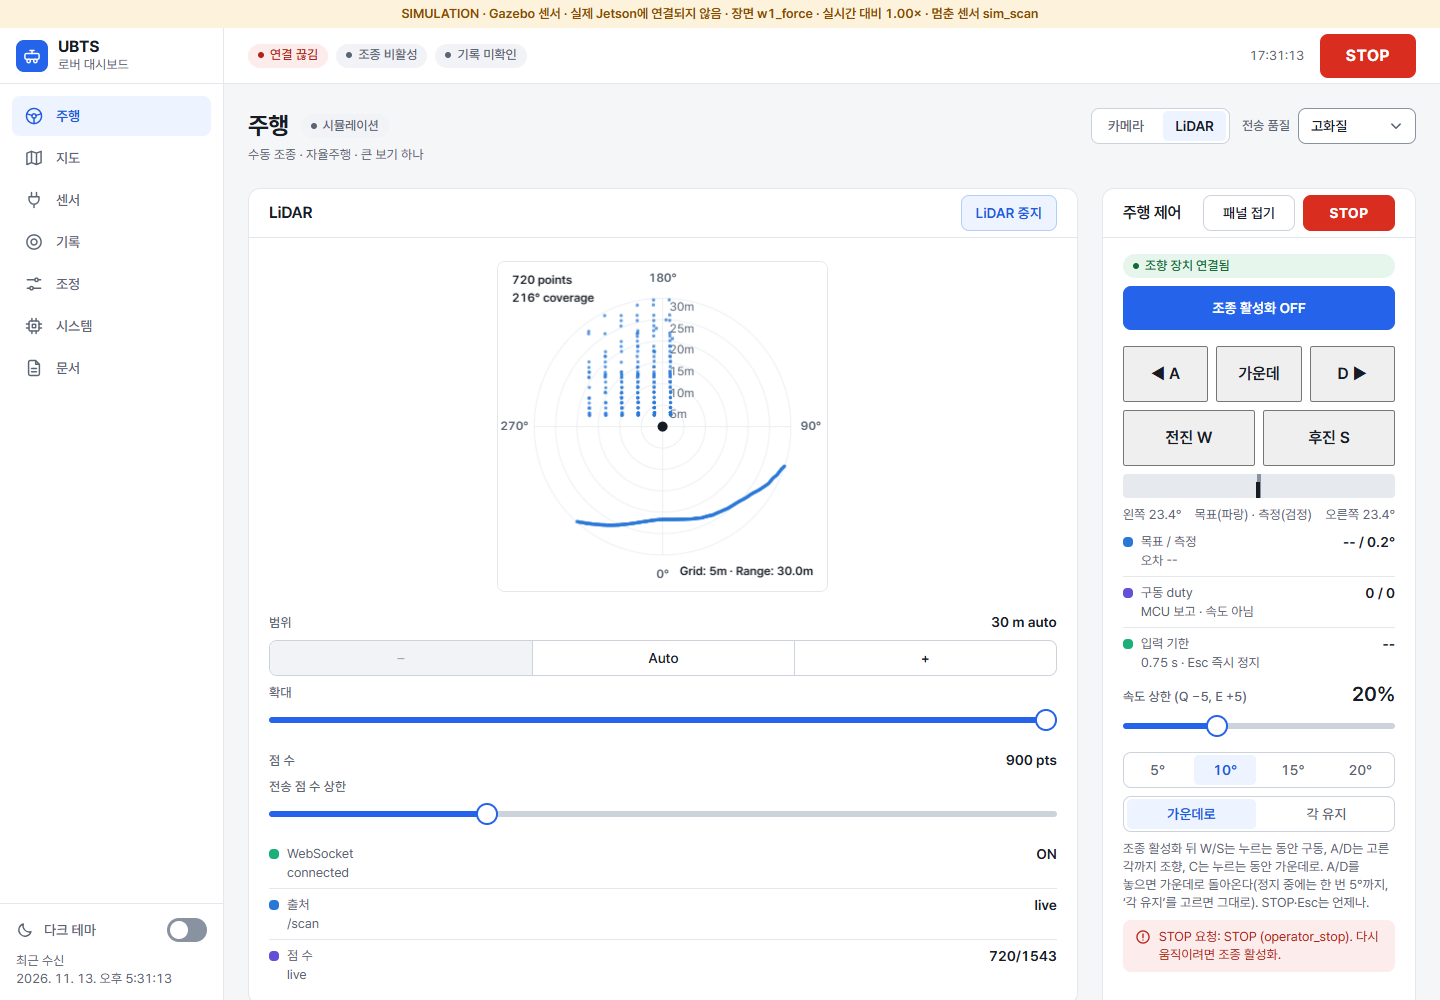 SIMULATION · Gazebo 센서 · 실제 Jetson에 연결되지 않음 · 장면 w1_force · 실시간 대비 1.00× · 멈춘 센서 sim_scan
UBTS
로버 대시보드
연결 끊김
조종 비활성
기록 미확인
17:31:13
STOP
주행
지도
센서
기록
조정
시스템
문서
다크 테마
최근 수신
2026. 11. 13. 오후 5:31:13
주행
시뮬레이션
수동 조종 · 자율주행 · 큰 보기 하나
카메라
LiDAR
전송 품질
고화질
LiDAR
LiDAR 중지
720 points
216° coverage
180°
30m
25m
20m
15m
10m
5m
270°
90°
0°
Grid: 5m · Range: 30.0m
범위
30 m auto
−
Auto
+
확대
점 수
900 pts
전송 점 수 상한
WebSocket
connected
ON
출처
/scan
live
점 수
live
720/1543
주행 제어
패널 접기
STOP
조향 장치 연결됨
조종 활성화 OFF
◀ A
가운데
D ▶
전진 W
후진 S
왼쪽 23.4°
목표(파랑) · 측정(검정)
오른쪽 23.4°
목표 / 측정
오차 --
-- / 0.2°
구동 duty
MCU 보고 · 속도 아님
0 / 0
입력 기한
0.75 s · Esc 즉시 정지
--
속도 상한 (Q −5, E +5)
20%
5°
10°
15°
20°
가운데로
각 유지
조종 활성화 뒤 W/S는 누르는 동안 구동, A/D는 고른
각까지 조향, C는 누르는 동안 가운데로. A/D를
놓으면 가운데로 돌아온다(정지 중에는 한 번 5°까지,
‘각 유지’를 고르면 그대로). STOP·Esc는 언제나.
STOP 요청: STOP (operator_stop). 다시
움직이려면 조종 활성화.